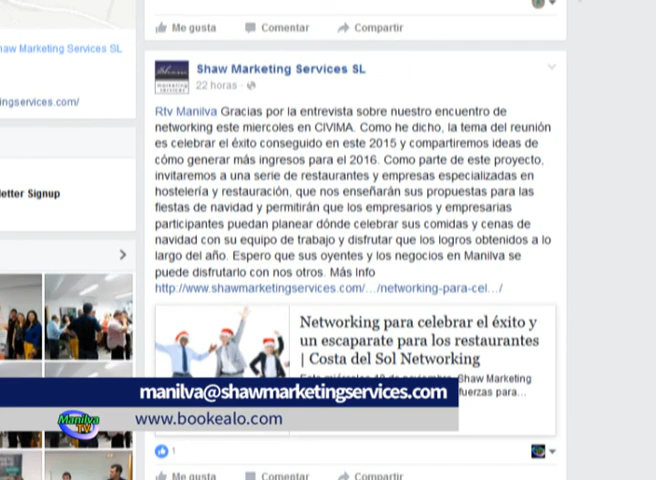 Me gusta Comentar Compartir
Shaw Marketing Services SL
haw Marketing Services SL
22 horas ·
ngservices.com/
Rtv Manilva Gracias por la entrevista sobre nuestro encuentro de
networking este miercoles en CIVIMA. Como he dicho, la tema del reunión
es celebrar el éxito conseguido en este 2015 y compartiremos ideas de
cómo generar más ingresos para el 2016. Como parte de este proyecto,
invitaremos a una serie de restaurantes y empresas especializadas en
hostelería y restauración, que nos enseñarán sus propuestas para las
fiestas de navidad y permitirán que los empresarios y empresarias
participantes puedan planear dónde celebrar sus comidas y cenas de
navidad con su equipo de trabajo y disfrutar que los logros obtenidos a lo
largo del año. Espero que sus oyentes y los negocios en Manilva se
puede disfrutarlo con nos otros. Más Info
http://www.shawmarketingservices.com/.../networking-para-cel.../
etter Signup
Networking para celebrar el éxito y
un escaparate para los restaurantes
| Costa del Sol Networking
Shaw Marketing
fuerzas para...
manilva@shawmarketingservices.com
Manilva
TV
www.bookealo.com
1
Me gusta Comentar Compartir